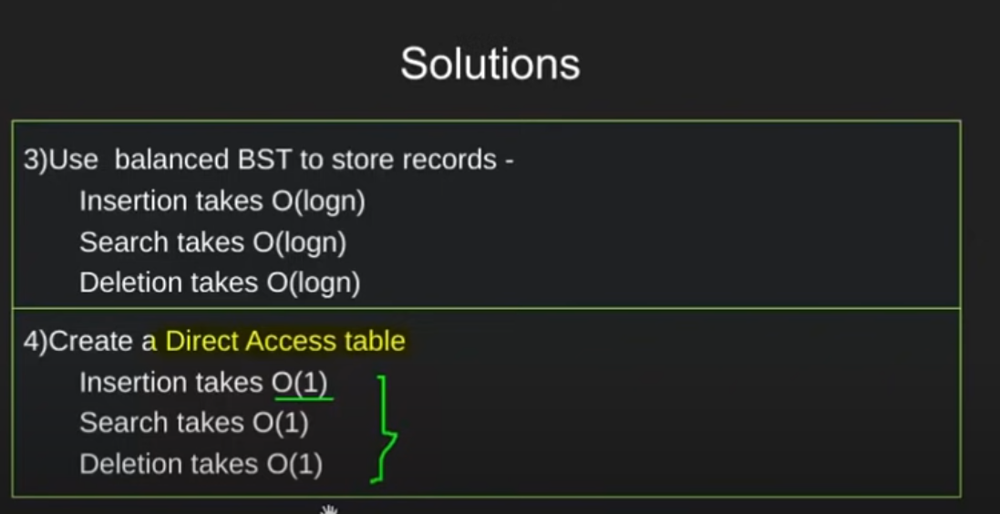 Solutions
3)Use balanced BST to store records -
Insertion takes O(logn)
Search takes O(logn)
Deletion takes O(logn)
4)Create a Direct Access table
Insertion takes O(1)
Search takes O(1)
Deletion takes O(1)